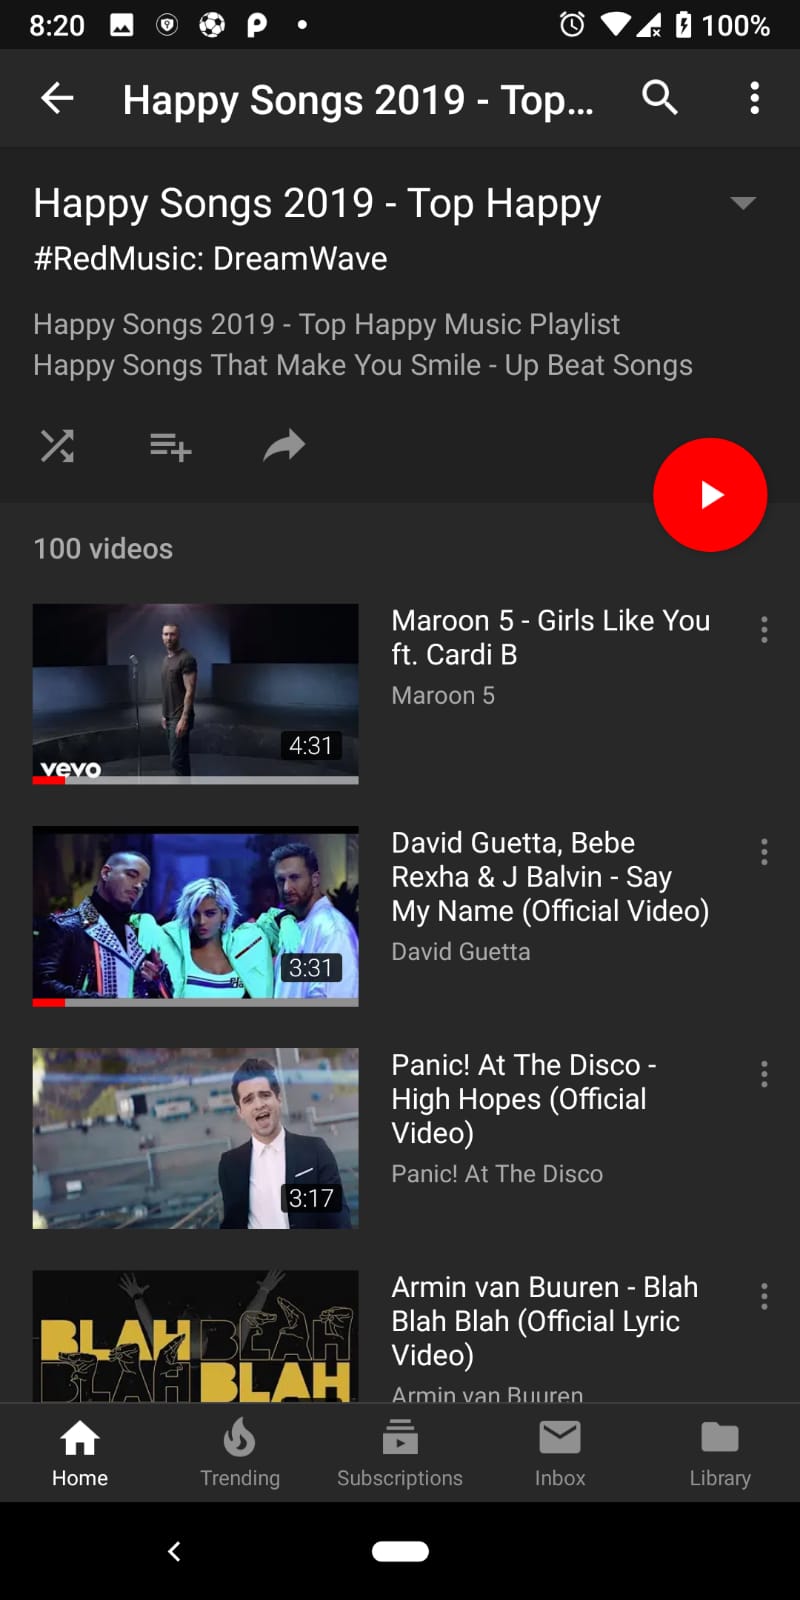 8:20
100%
Happy Songs 2019 - Top...
Happy Songs 2019 - Top Happy
#RedMusic: DreamWave
Happy Songs 2019 - Top Happy Music Playlist
Happy Songs That Make You Smile - Up Beat Songs
100 videos
vevo
4:31
Maroon 5 - Girls Like You
ft. Cardi B
Maroon 5
3:31
David Guetta, Bebe
Rexha & J Balvin - Say
My Name (Official Video)
David Guetta
3:17
Panic! At The Disco -
High Hopes (Official
Video)
Panic! At The Disco
BLAH BLAH
BLAH BLAH
Armin van Buuren - Blah
Blah Blah (Official Lyric
Video)
Armin van Buuren
Home
Trending
Subscriptions
Inbox
Library